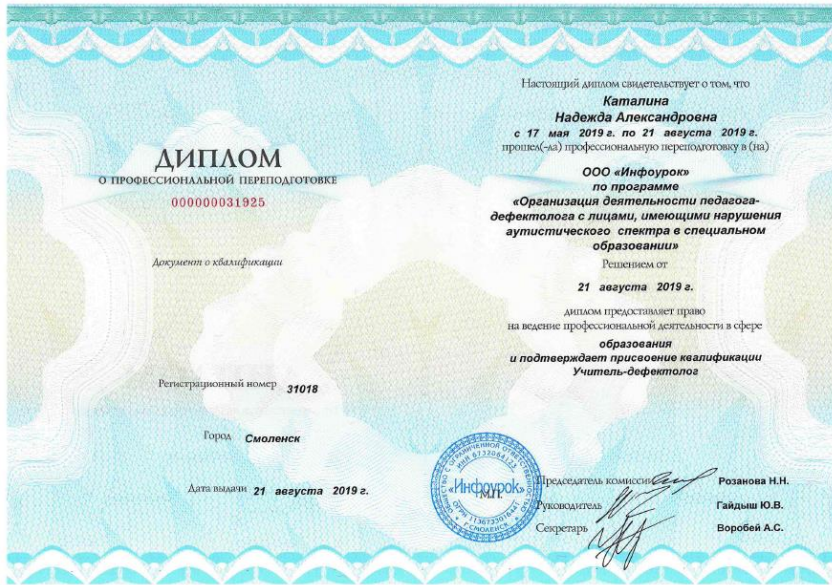 ДИПЛОМ
О ПРОФЕССИОНАЛЬНОЙ ПЕРЕПОДГОТОВКЕ
000000031925
Документ о квалификации
Регистрационный номер 31018
Город Смоленск
Дата выдачи 21 августа 2019 г.
Настоящий диплом свидетельствует о том, что
Каталина
Надежда Александровна
с 17 мая 2019 г. по 21 августа 2019 г.
прошел(-ла) профессиональную переподготовку в (на)
ООО «Инфоурок»
по программе
«Организация деятельности педагога-
дефектолога с лицами, имеющими нарушения
аутистического спектра в специальном
образовании»
Решением от
21 августа 2019 г.
диплом предоставляет право
на ведение профессиональной деятельности в сфере
образования
и подтверждает присвоение квалификации
Учитель-дефектолог
Председатель комиссии Розанова Н.Н.
Руководитель Гайдыш Ю.В.
Секретарь Воробей А.С.
«Инфоурок»
М.П.